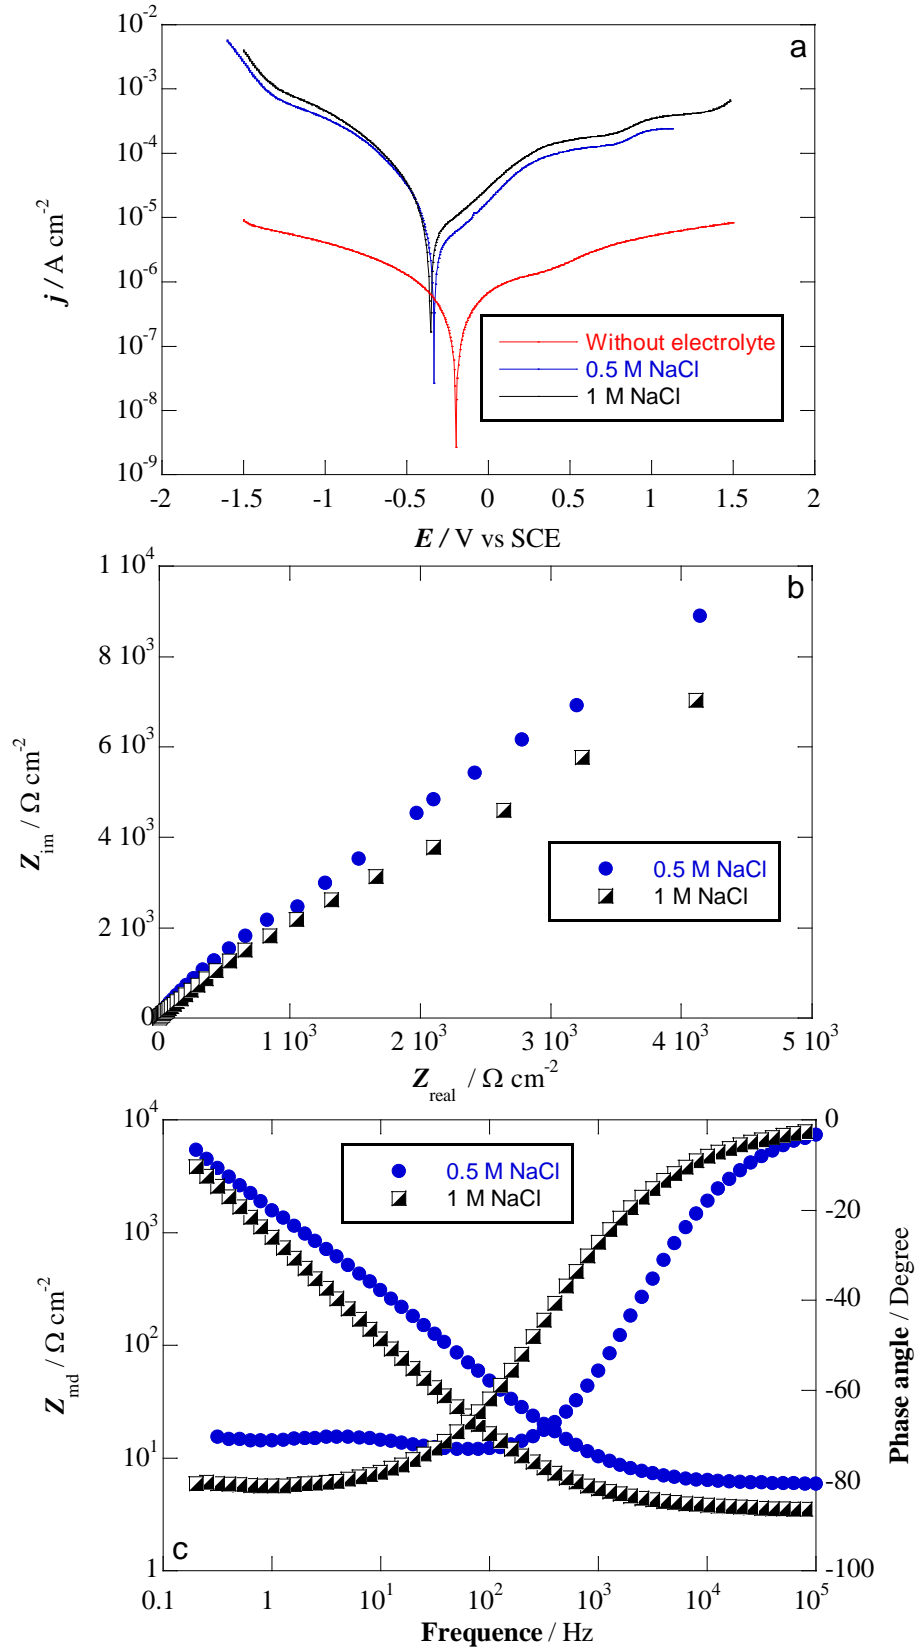 a
10^-2
10^-3
10^-4
10^-5
10^-6
10^-7
10^-8
10^-9
j / A cm^-2
Without electrolyte
0.5 M NaCl
1 M NaCl
-2 -1.5 -1 -0.5 0 0.5 1 1.5 2
E / V vs SCE
b
1 10^4
8 10^3
6 10^3
4 10^3
2 10^3
0
Z_im / Ω cm^-2
0.5 M NaCl
1 M NaCl
0 1 10^3 2 10^3 3 10^3 4 10^3 5 10^3
Z_real / Ω cm^-2
10^4
10^3
10^2
10^1
1
Z_md / Ω cm^-2
0.5 M NaCl
1 M NaCl
0
-20
-40
-60
-80
-100
Phase angle / Degree
c
0.1 1 10^1 10^2 10^3 10^4 10^5
Frequence / Hz